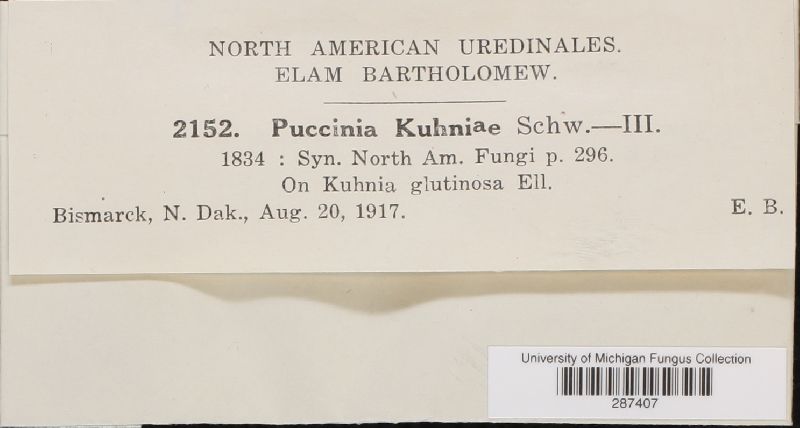 NORTH AMERICAN UREDINALES.
ELAM BARTHOLOMEW.
2152. Puccinia Kuhniae Schw.—III.
1834 : Syn. North Am. Fungi p. 296.
On Kuhnia glutinosa Ell.
Bismarck, N. Dak., Aug. 20, 1917. E. B.
University of Michigan Fungus Collection
287407